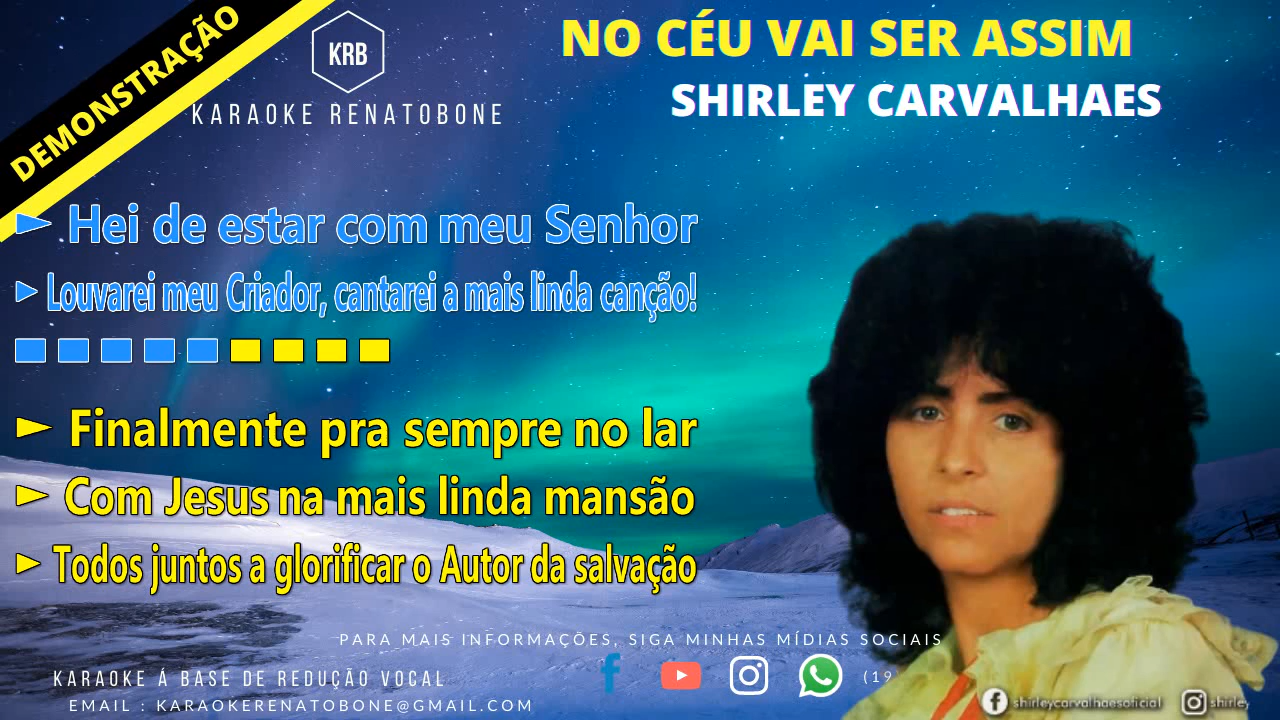 DEMONSTRAÇÃO
KRB
KARAOKE RENATOBONE
NO CÉU VAI SER ASSIM
SHIRLEY CARVALHAES
► Hei de estar com meu Senhor
► Louvarei meu Criador, cantarei a mais linda canção!
► Finalmente pra sempre no lar
► Com Jesus na mais linda mansão
► Todos juntos a glorificar o Autor da salvação
PARA MAIS INFORMAÇÕES, SIGA MINHAS MÍDIAS SOCIAIS
KARAOKE Á BASE DE REDUÇÃO VOCAL
(19
EMAIL : KARAOKERENATOBONE@GMAIL.COM
shirleycarvalhaesoficial
shirley